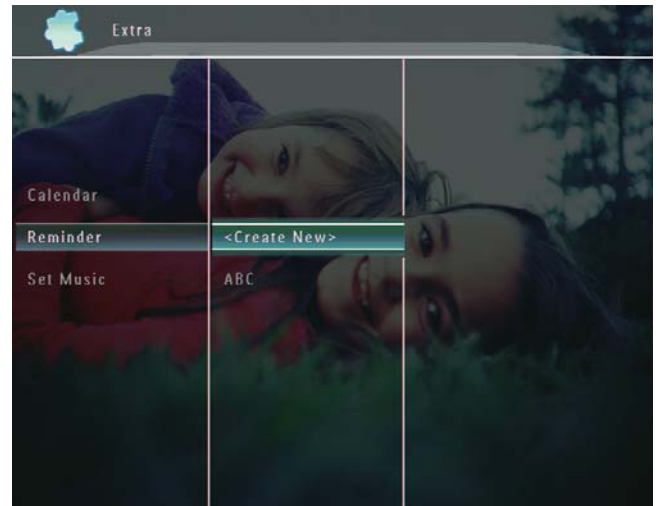 Extra
Calendar
Reminder
<Create New>
Set Music
ABC